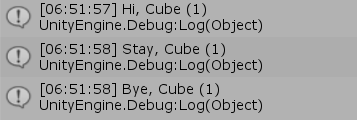 [06:51:57] Hi, Cube (1)
UnityEngine.Debug:Log(Object)
[06:51:58] Stay, Cube (1)
UnityEngine.Debug:Log(Object)
[06:51:58] Bye, Cube (1)
UnityEngine.Debug:Log(Object)